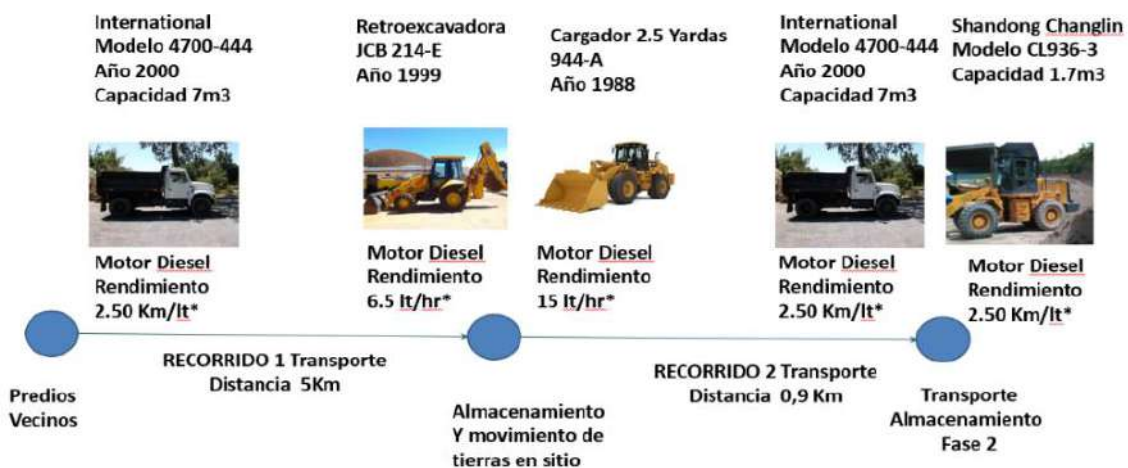 International
Modelo 4700-444
Año 2000
Capacidad 7m3
Retroexcavadora
JCB 214-E
Año 1999
Cargador 2.5 Yardas
944-A
Año 1988
International
Modelo 4700-444
Año 2000
Capacidad 7m3
Shandong Changlin
Modelo CL936-3
Capacidad 1.7m3
Motor Diesel
Rendimiento
2.50 Km/lt*
Motor Diesel
Rendimiento
6.5 lt/hr*
Motor Diesel
Rendimiento
15 lt/hr*
Motor Diesel
Rendimiento
2.50 Km/lt*
Motor Diesel
Rendimiento
2.50 Km/lt*
RECORRIDO 1 Transporte
Distancia 5Km
RECORRIDO 2 Transporte
Distancia 0,9 Km
Predios
Vecinos
Almacenamiento
Y movimiento de
tierras en sitio
Transporte
Almacenamiento
Fase 2